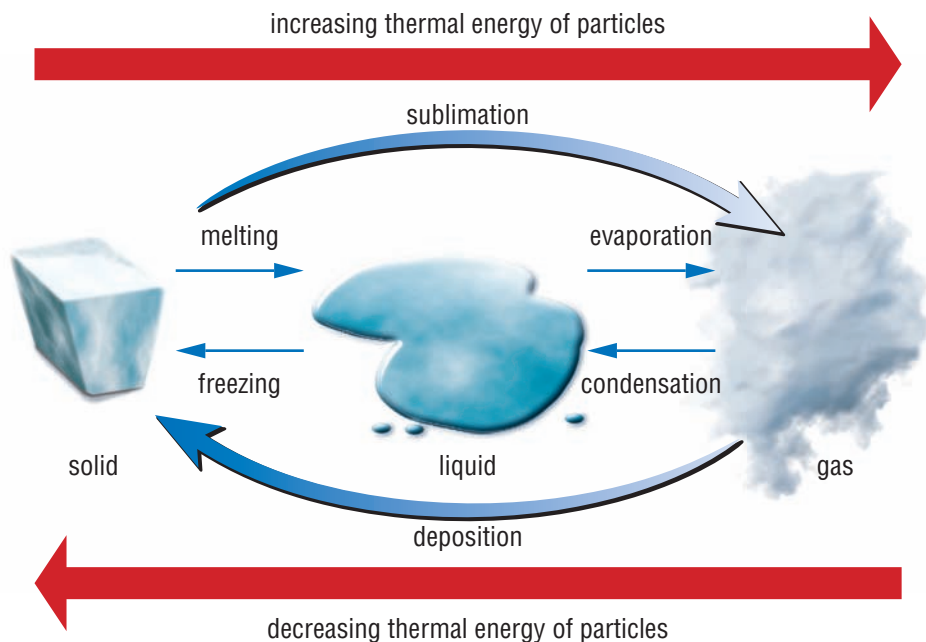 increasing thermal energy of particles
sublimation
melting
evaporation
freezing
condensation
solid
liquid
gas
deposition
decreasing thermal energy of particles